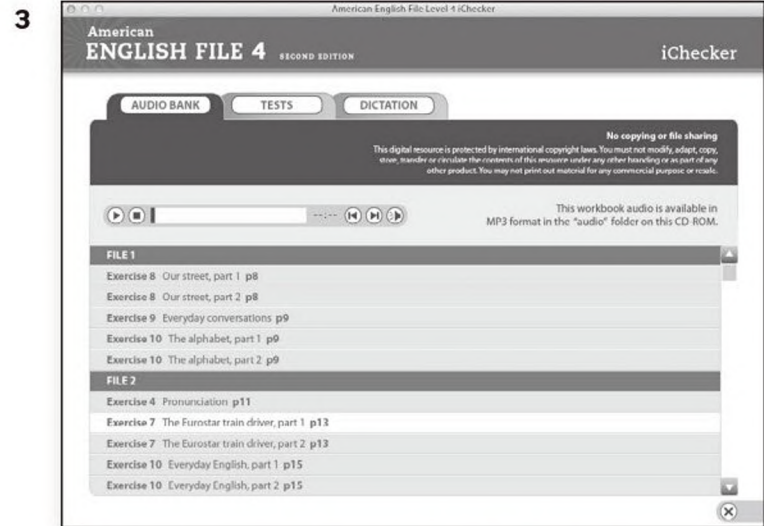 3
American English File Level 4 iChecker
American
ENGLISH FILE 4 SECOND EDITION
iChecker
AUDIO BANK
TESTS
DICTATION
No copying or file sharing
This digital resource is protected by international copyright laws. You must not modify, adapt, copy,
store, transfer or circulate the contents of this resource under any other branding or as part of any
other product. You may not print out material for any commercial purpose or resale.
--:--
This workbook audio is available in
MP3 format in the "audio" folder on this CD-ROM.
FILE 1
Exercise 8 Our street, part 1 p8
Exercise 8 Our street, part 2 p8
Exercise 9 Everyday conversations p9
Exercise 10 The alphabet, part 1 p9
Exercise 10 The alphabet, part 2 p9
FILE 2
Exercise 4 Pronunciation p11
Exercise 7 The Eurostar train driver, part 1 p13
Exercise 7 The Eurostar train driver, part 2 p13
Exercise 10 Everyday English, part 1 p15
Exercise 10 Everyday English, part 2 p15